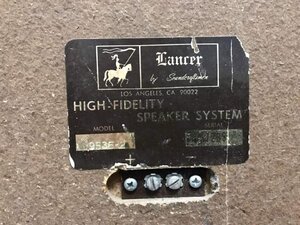 Lancer
by Soundcraftsmen
LOS ANGELES, CA 90022
HIGH-FIDELITY
SPEAKER SYSTEM
MODEL SERIAL
+ -